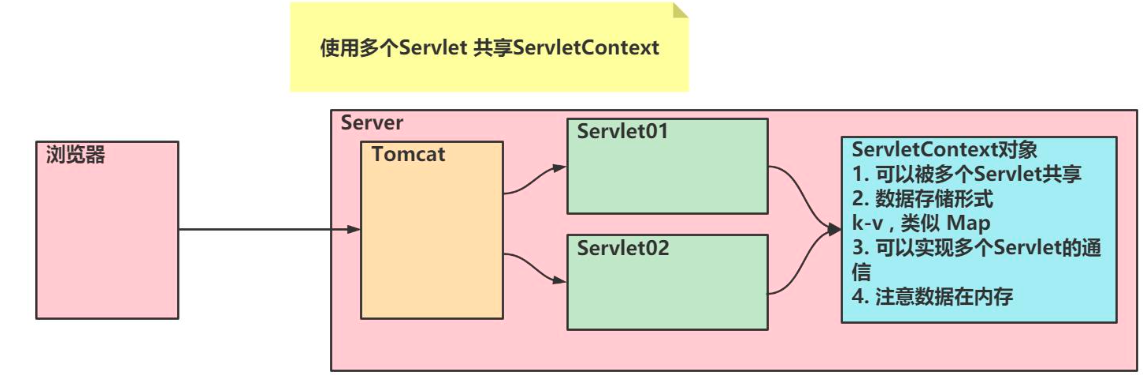 使用多个Servlet 共享ServletContext
Server
浏览器
Tomcat
Servlet01
Servlet02
ServletContext对象
1. 可以被多个Servlet共享
2. 数据存储形式
k-v，类似 Map
3. 可以实现多个Servlet的通
信
4. 注意数据在内存